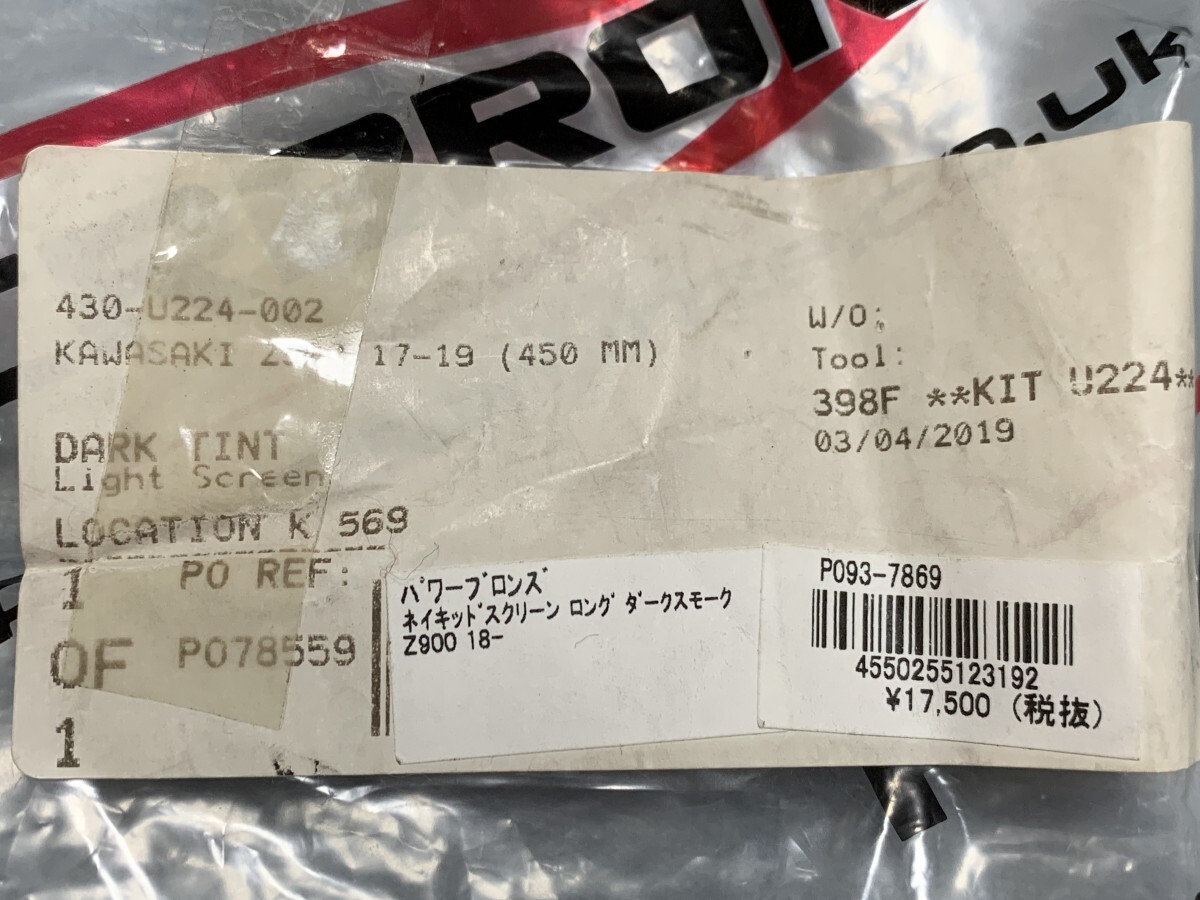 .uk
430-U224-002
KAWASAKI 17-19 (450 MM)
DARK TINT
Light Screen
LOCATION K 569
1 PO REF:
OF P078559
1
W/O:
Tool:
398F **KIT U224**
03/04/2019
パワーブロンズ
ネイキッドスクリーン ロング ダークスモーク
Z900 18-
P093-7869
4550255123192
¥17,500 (税抜)